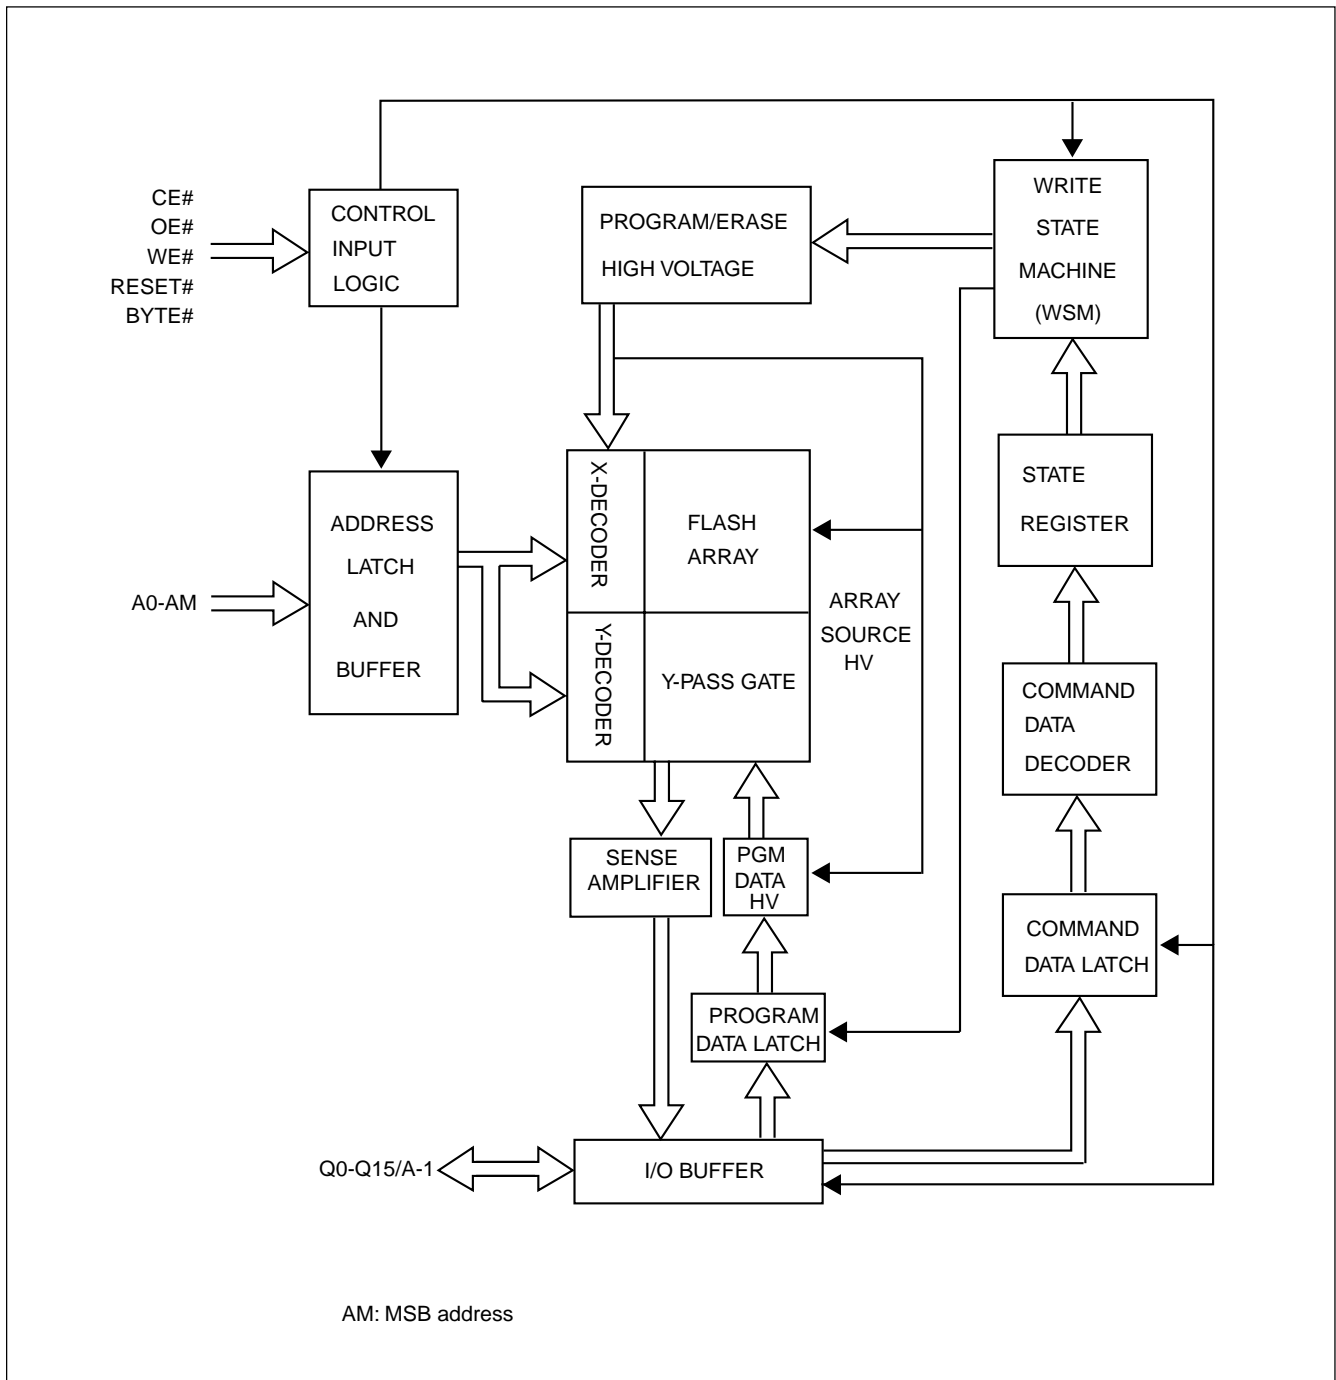 CE#
OE#
WE#
RESET#
BYTE#
CONTROL
INPUT
LOGIC
PROGRAM/ERASE
HIGH VOLTAGE
WRITE
STATE
MACHINE
(WSM)
STATE
REGISTER
ADDRESS
LATCH
AND
BUFFER
A0-AM
X-DECODER
FLASH
ARRAY
Y-DECODER
Y-PASS GATE
ARRAY
SOURCE
HV
COMMAND
DATA
DECODER
SENSE
AMPLIFIER
PGM
DATA
HV
COMMAND
DATA LATCH
PROGRAM
DATA LATCH
Q0-Q15/A-1
I/O BUFFER
AM: MSB address